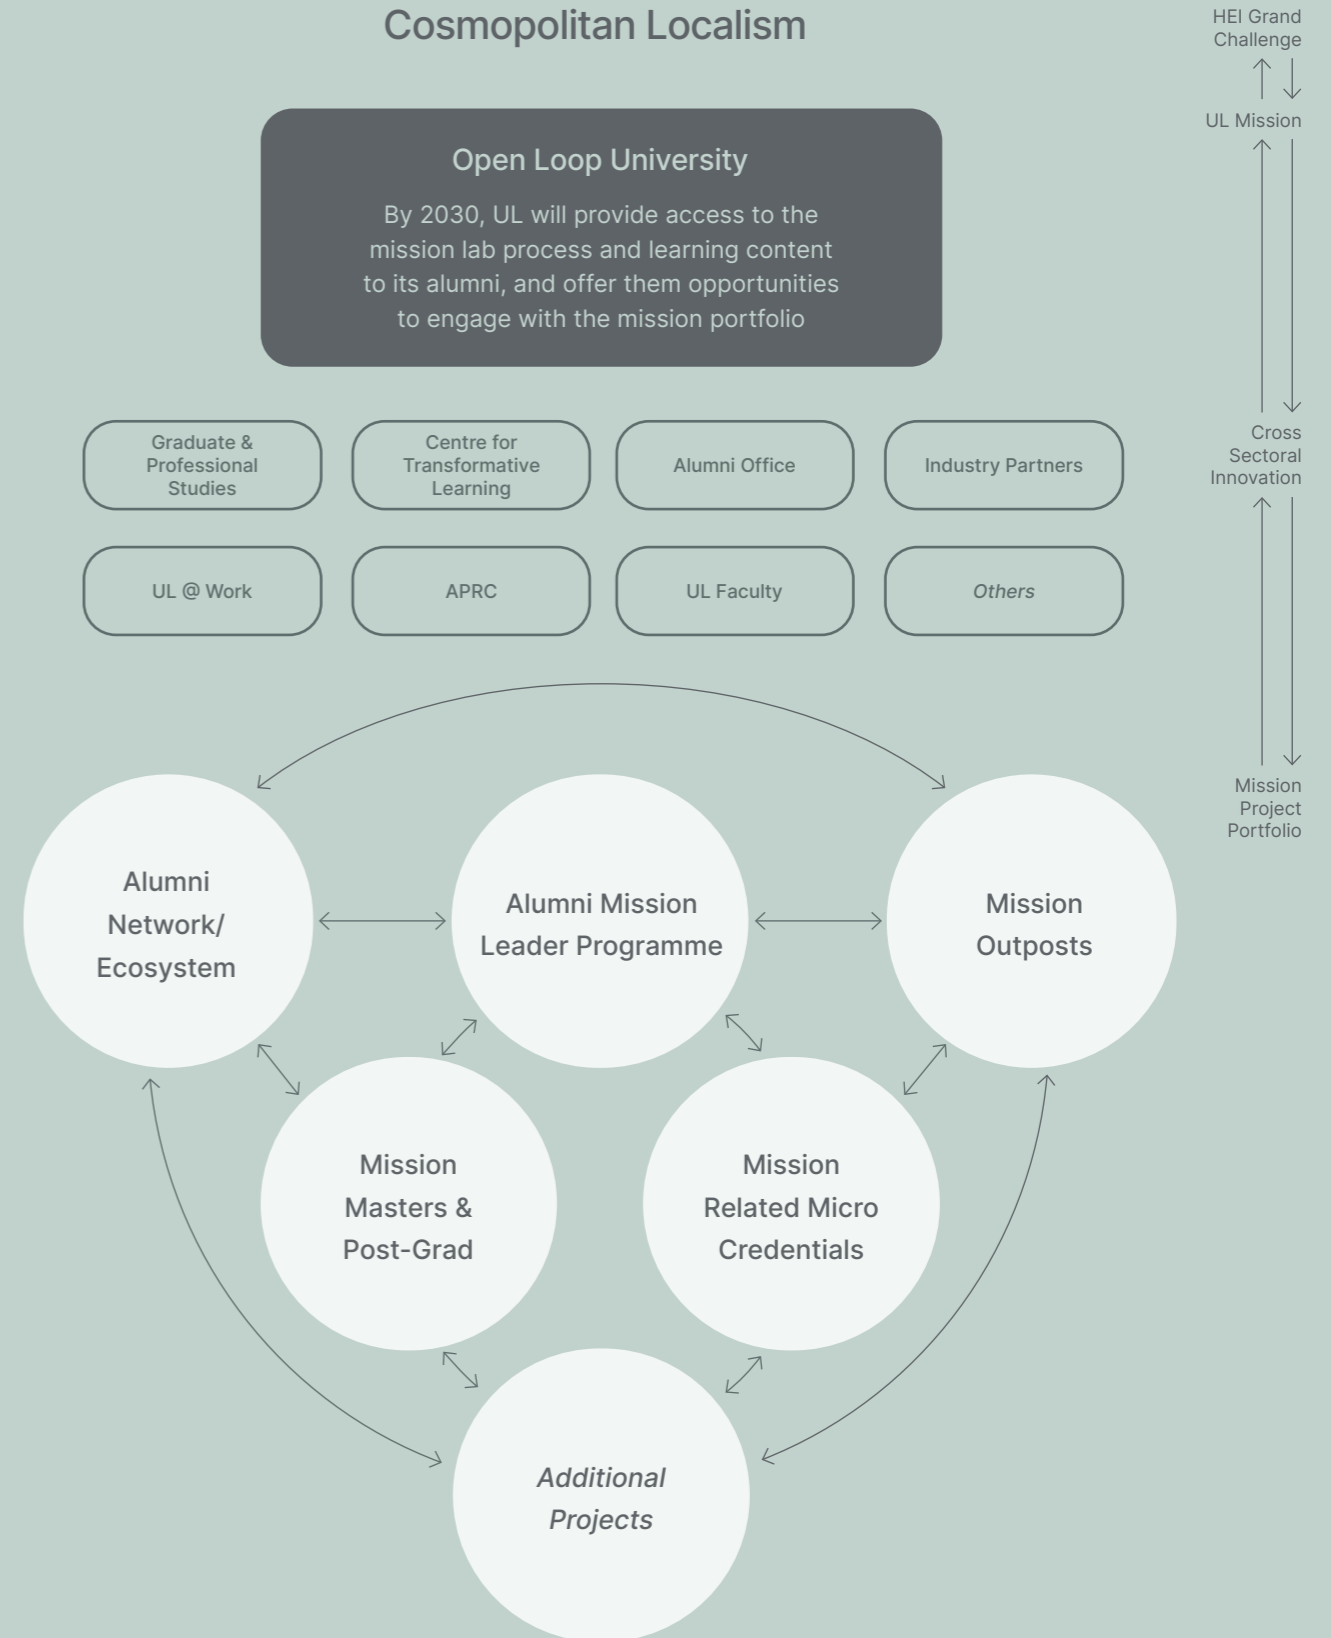 Cosmopolitan Localism
HEI Grand
Challenge
UL Mission
Open Loop University
By 2030, UL will provide access to the
mission lab process and learning content
to its alumni, and offer them opportunities
to engage with the mission portfolio
Graduate &
Professional
Studies
Centre for
Transformative
Learning
Alumni Office
Industry Partners
Cross
Sectoral
Innovation
UL @ Work
APRC
UL Faculty
Others
Mission
Project
Portfolio
Alumni
Network/
Ecosystem
Alumni Mission
Leader Programme
Mission
Outposts
Mission
Masters &
Post-Grad
Mission
Related Micro
Credentials
Additional
Projects